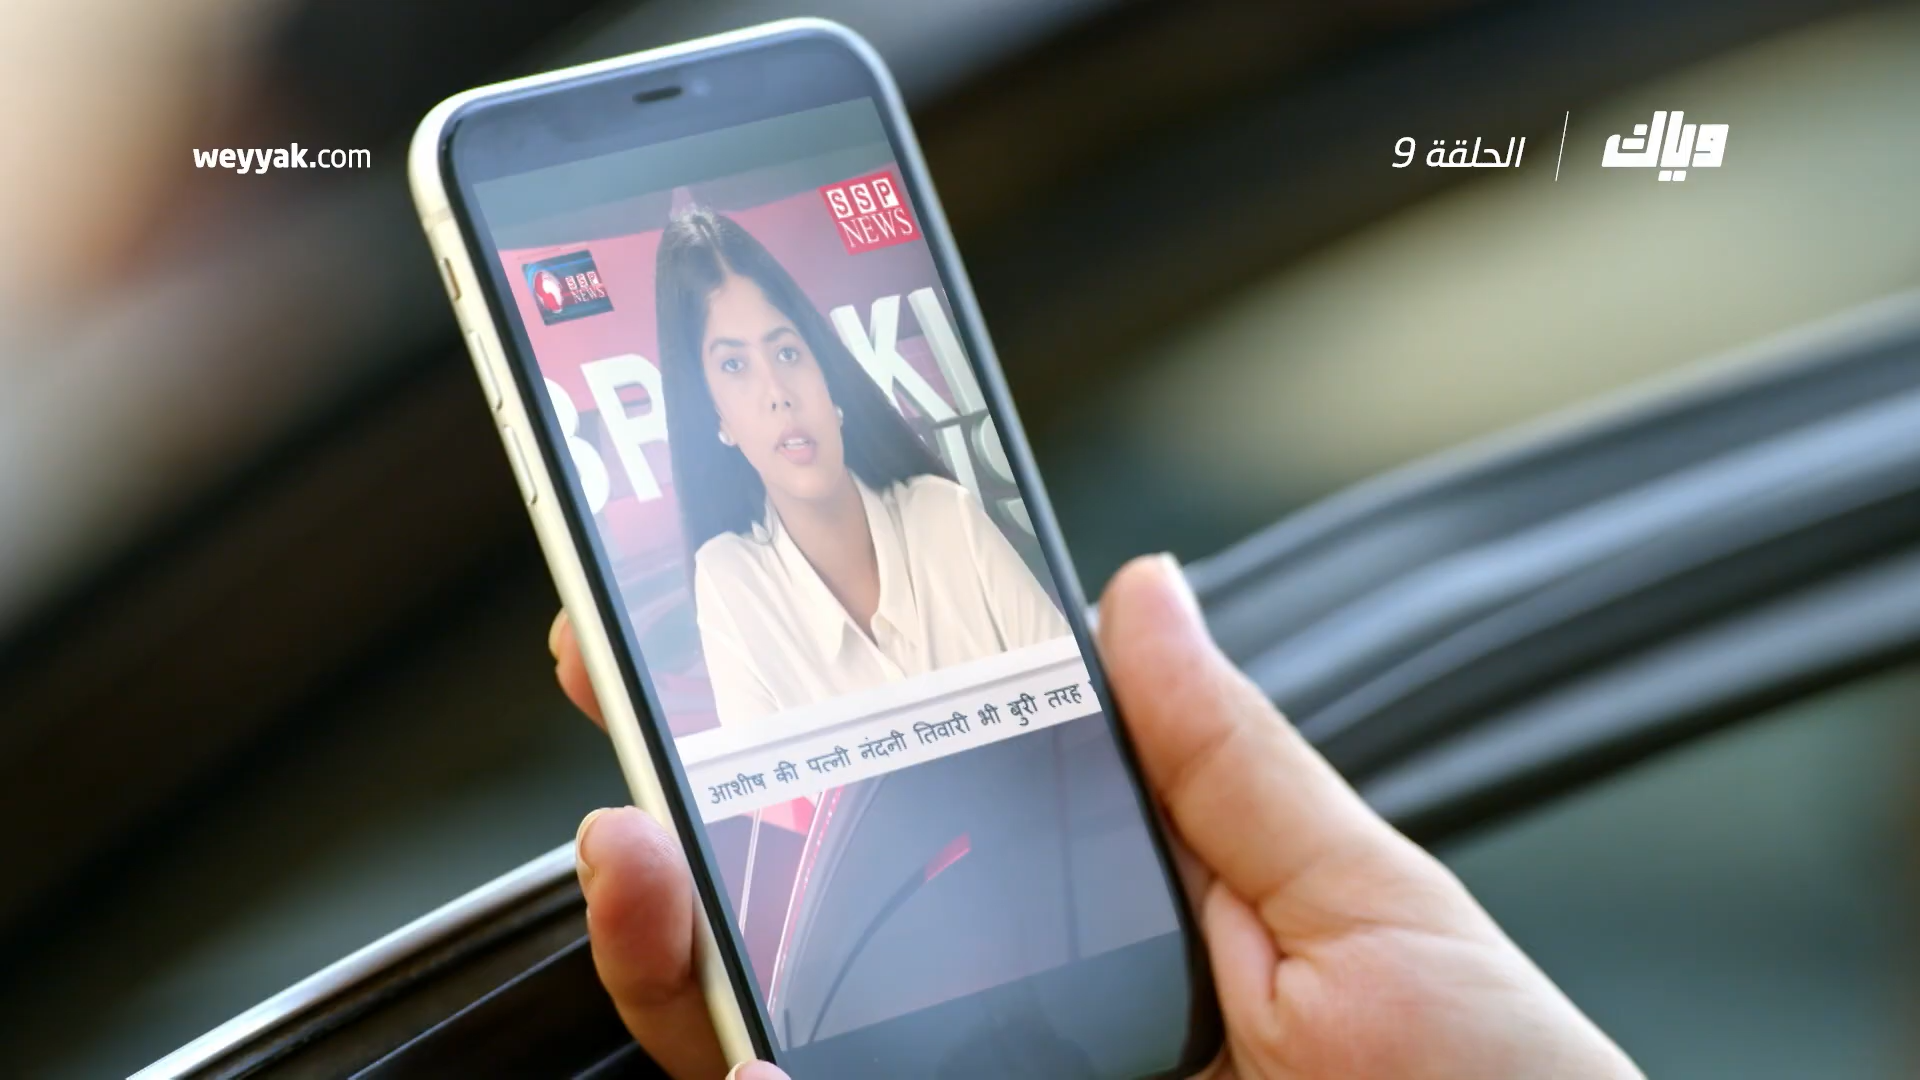 weyyak.com
الحلقة 9
وياك
SSP
NEWS
SSP
NEWS
आशीष की पत्नी नंदनी तिवारी भी बुरी तरह